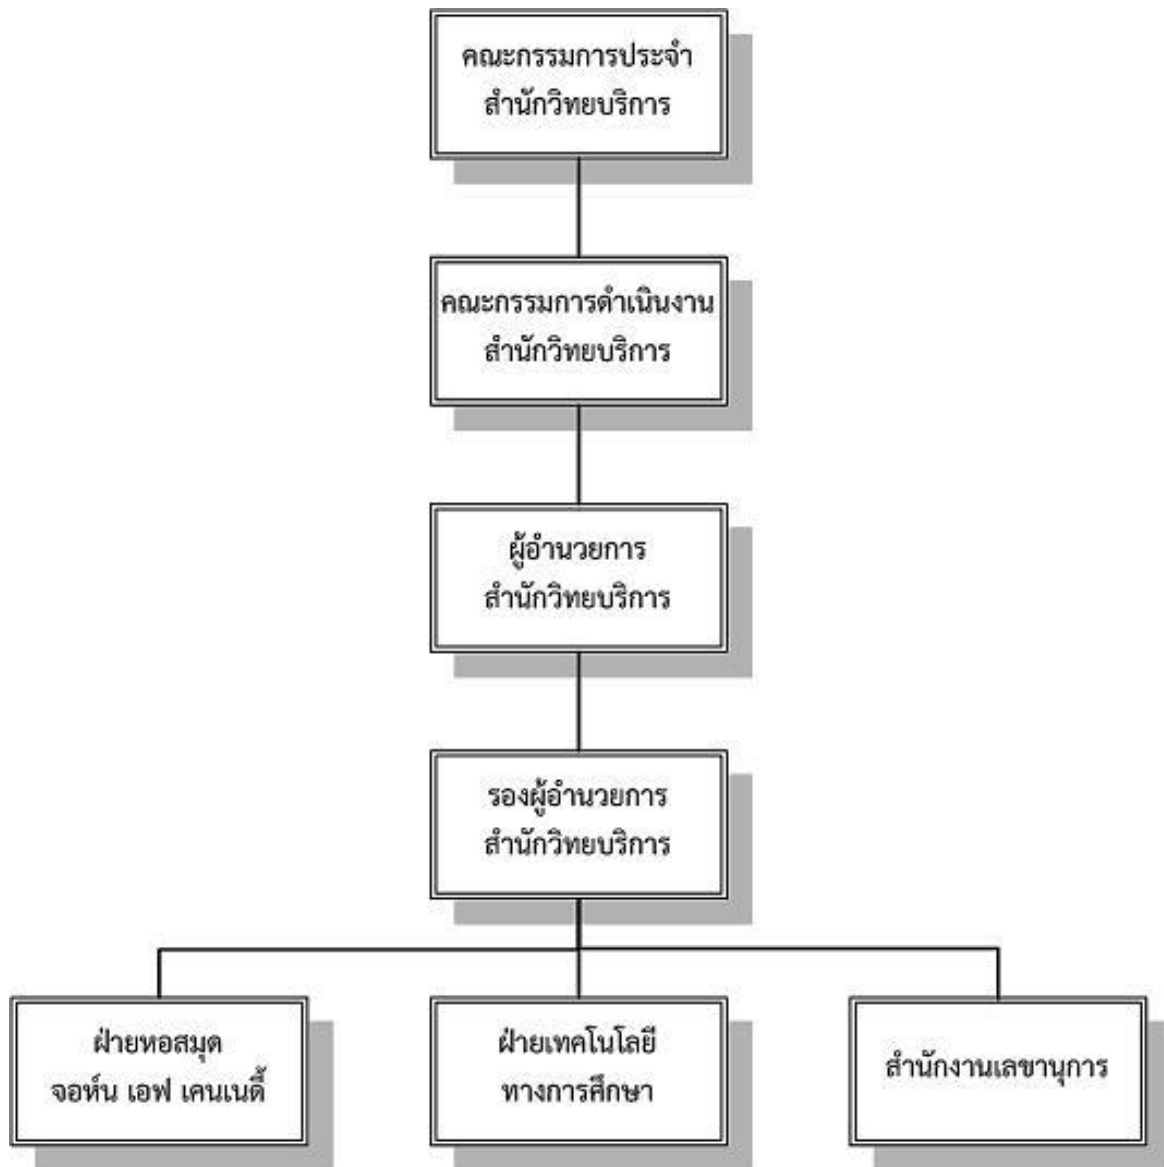 คณะกรรมการประจำ
สำนักวิทยบริการ
คณะกรรมการดำเนินงาน
สำนักวิทยบริการ
ผู้อำนวยการ
สำนักวิทยบริการ
รองผู้อำนวยการ
สำนักวิทยบริการ
ฝ่ายหอสมุด
จอห์น เอฟ เคนเนดี้
ฝ่ายเทคโนโลยี
ทางการศึกษา
สำนักงานเลขานุการ